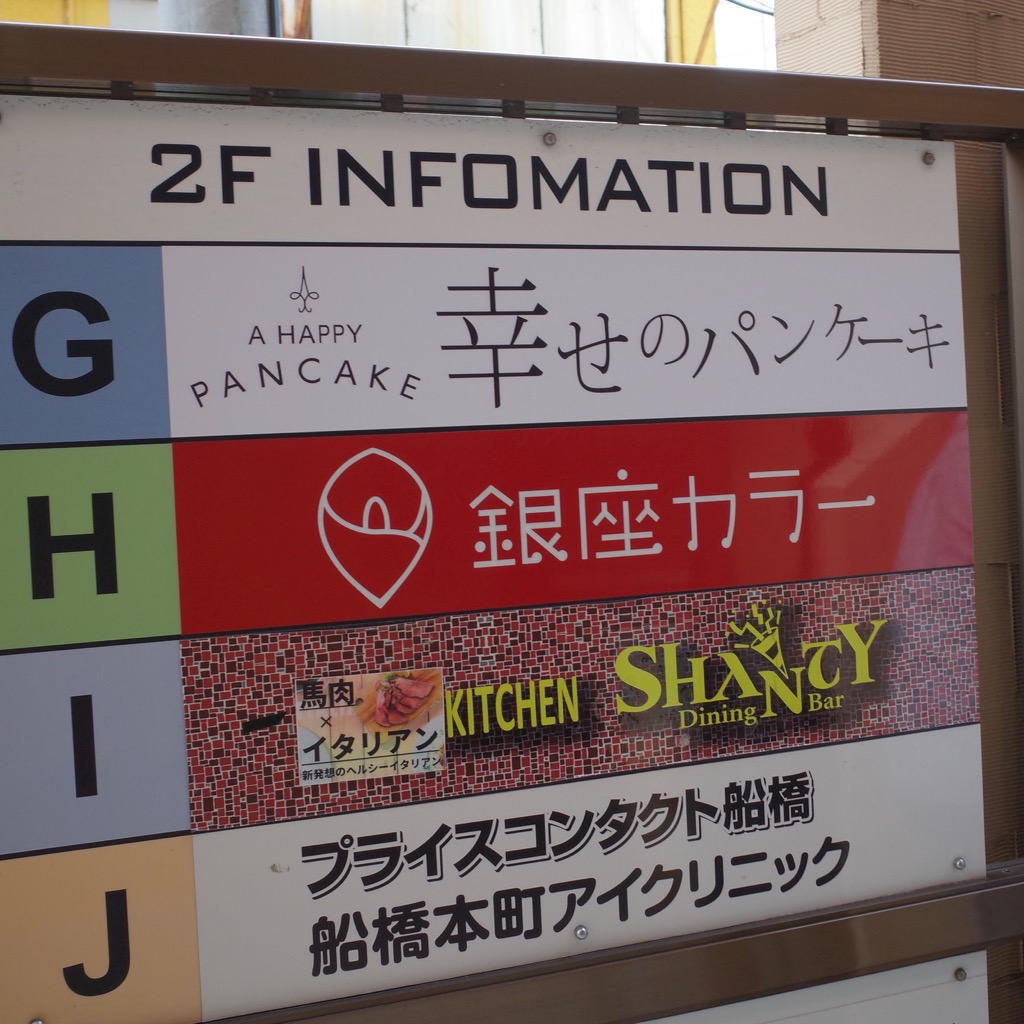 2F INFOMATION
G
A HAPPY
PANCAKE
幸せのパンケーキ
H
銀座カラー
I
馬肉
×
イタリアン
新発想のヘルシーイタリアン
KITCHEN
SHANTY
Dining Bar
J
プライスコンタクト船橋
船橋本町アイクリニック